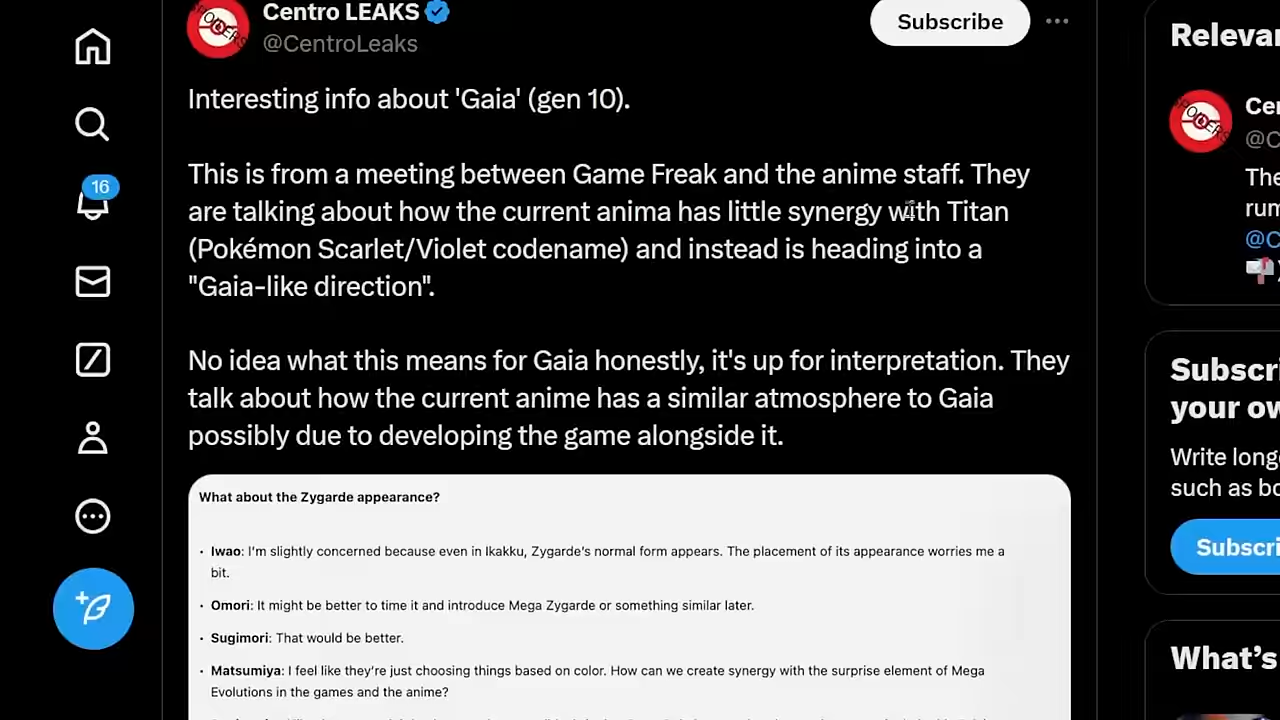 Centro LEAKS
@CentroLeaks
Subscribe
Interesting info about 'Gaia' (gen 10).
This is from a meeting between Game Freak and the anime staff. They
are talking about how the current anima has little synergy with Titan
(Pokémon Scarlet/Violet codename) and instead is heading into a
"Gaia-like direction".
No idea what this means for Gaia honestly, it's up for interpretation. They
talk about how the current anime has a similar atmosphere to Gaia
possibly due to developing the game alongside it.
What about the Zygarde appearance?
• Iwao: I'm slightly concerned because even in Ikakku, Zygarde's normal form appears. The placement of its appearance worries me a
bit.
• Omori: It might be better to time it and introduce Mega Zygarde or something similar later.
• Sugimori: That would be better.
• Matsumiya: I feel like they're just choosing things based on color. How can we create synergy with the surprise element of Mega
Evolutions in the games and the anime?
16
Relevan
Cen
@C
The
rum
@C
Subscri
your ow
Write long
such as bo
Subscri
What's
SPOILERS
SPOILERS